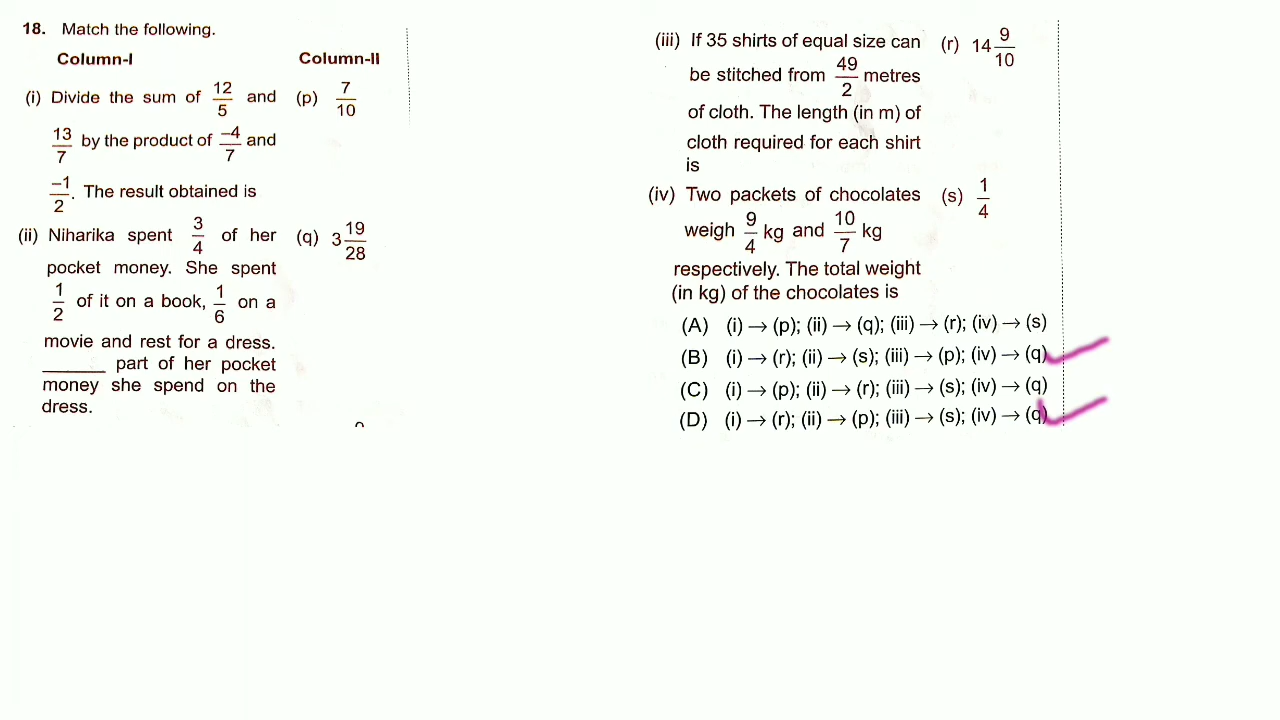 18. Match the following.
Column-I Column-II
(i) Divide the sum of 12/5 and (p) 7/10
13/7 by the product of −4/7 and
−1/2. The result obtained is
(ii) Niharika spent 3/4 of her (q) 3 19/28
pocket money. She spent
1/2 of it on a book, 1/6 on a
movie and rest for a dress.
______ part of her pocket
money she spend on the
dress.
(iii) If 35 shirts of equal size can (r) 14 9/10
be stitched from 49/2 metres
of cloth. The length (in m) of
cloth required for each shirt
is
(iv) Two packets of chocolates (s) 1/4
weigh 9/4 kg and 10/7 kg
respectively. The total weight
(in kg) of the chocolates is
(A) (i) → (p); (ii) → (q); (iii) → (r); (iv) → (s)
(B) (i) → (r); (ii) → (s); (iii) → (p); (iv) → (q)
(C) (i) → (p); (ii) → (r); (iii) → (s); (iv) → (q)
(D) (i) → (r); (ii) → (p); (iii) → (s); (iv) → (q)